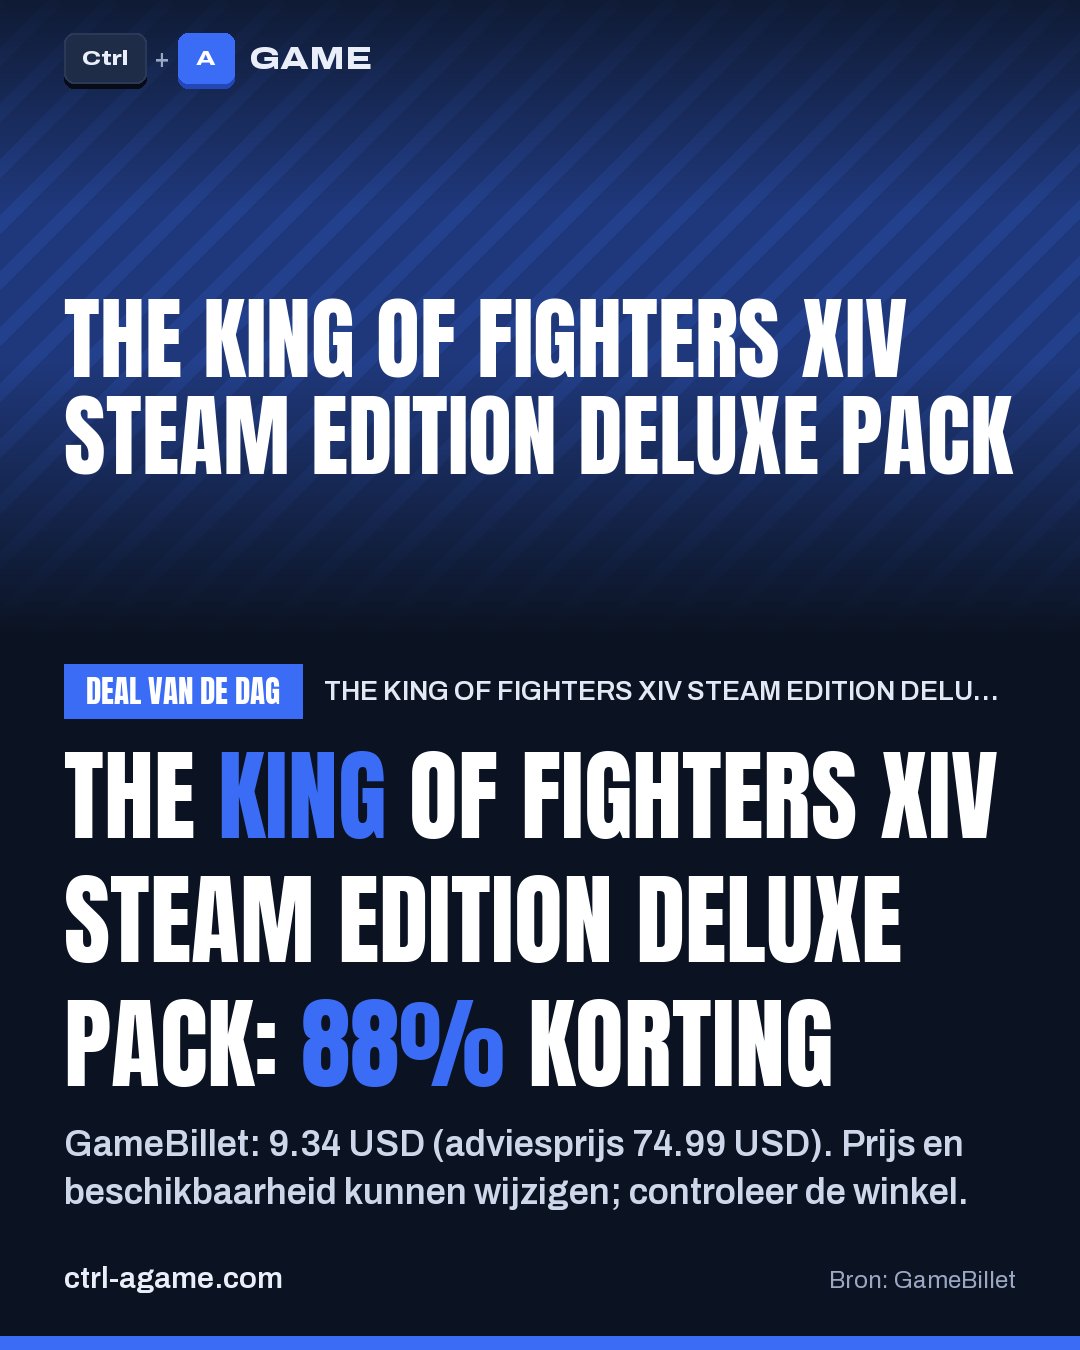 Ctrl + A GAME
THE KING OF FIGHTERS XIV
STEAM EDITION DELUXE PACK
DEAL VAN DE DAG THE KING OF FIGHTERS XIV STEAM EDITION DELU...
THE KING OF FIGHTERS XIV
STEAM EDITION DELUXE
PACK: 88% KORTING
GameBillet: 9.34 USD (adviesprijs 74.99 USD). Prijs en
beschikbaarheid kunnen wijzigen; controleer de winkel.
ctrl-agame.com Bron: GameBillet